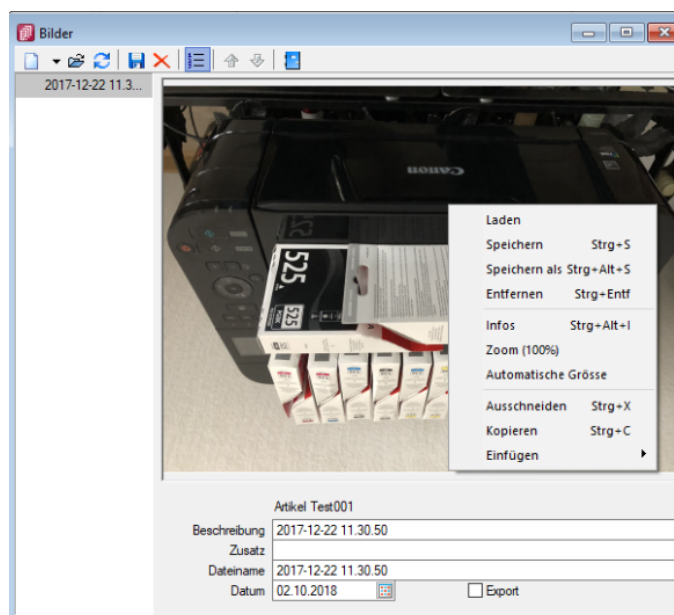 Bilder
2017-12-22 11.3...
Canon
525
PGBK
525
Laden
Speichern Strg+S
Speichern als Strg+Alt+S
Entfernen Strg+Entf
Infos Strg+Alt+I
Zoom (100%)
Automatische Grösse
Ausschneiden Strg+X
Kopieren Strg+C
Einfügen
Artikel Test001
Beschreibung 2017-12-22 11.30.50
Zusatz
Dateiname 2017-12-22 11.30.50
Datum 02.10.2018 Export